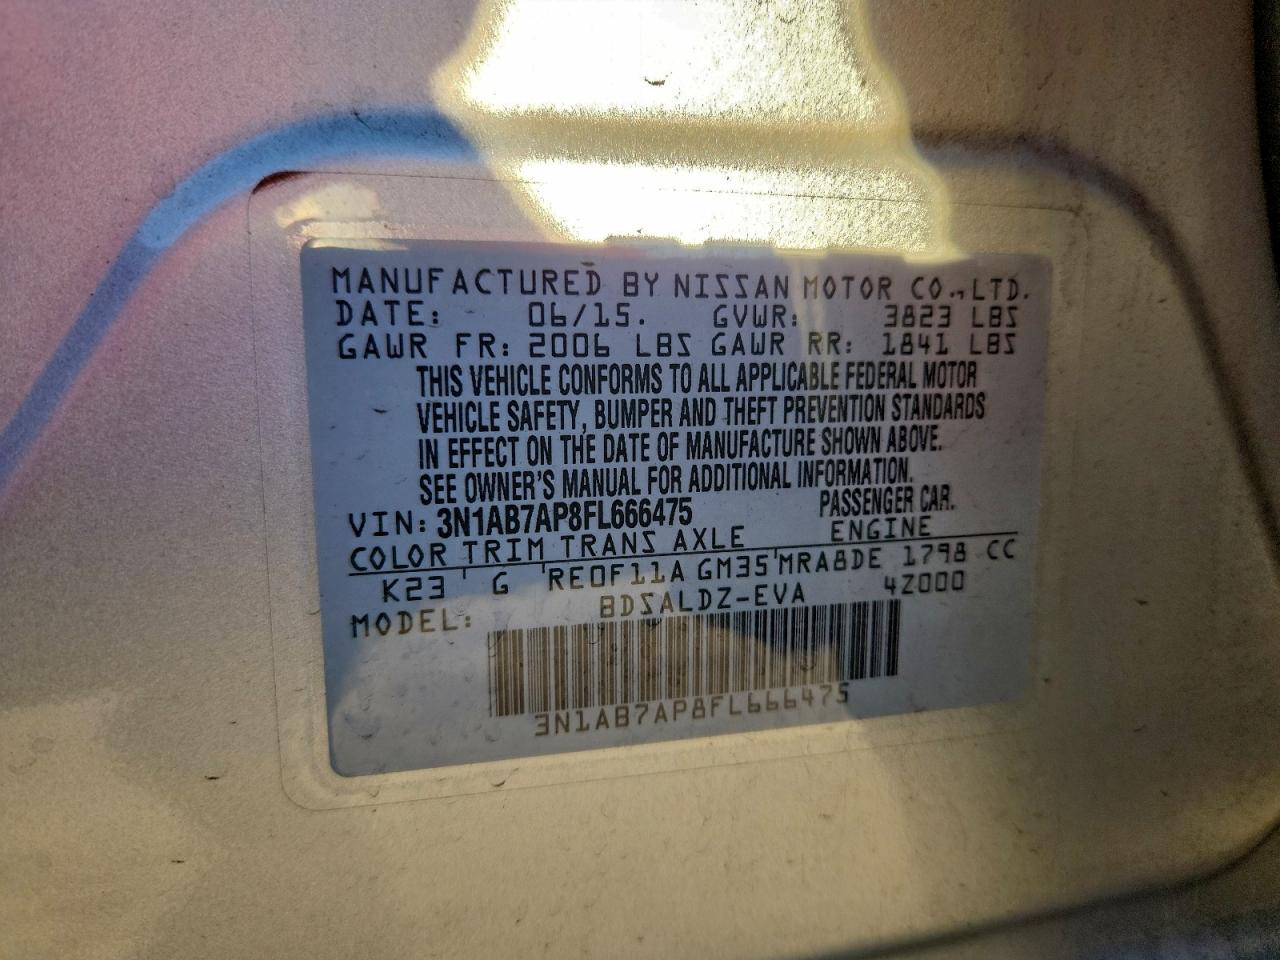 MANUFACTURED BY NISSAN MOTOR CO.,LTD.
DATE: 06/15. GVWR: 3823 LBS
GAWR FR: 2006 LBS GAWR RR: 1841 LBS
THIS VEHICLE CONFORMS TO ALL APPLICABLE FEDERAL MOTOR
VEHICLE SAFETY, BUMPER AND THEFT PREVENTION STANDARDS
IN EFFECT ON THE DATE OF MANUFACTURE SHOWN ABOVE.
SEE OWNER'S MANUAL FOR ADDITIONAL INFORMATION.
VIN: 3N1AB7AP8FL666475 PASSENGER CAR.
COLOR TRIM TRANS AXLE ENGINE
K23 G RE0F11A GM35 MRA8DE 1798 CC
MODEL: BDSALDZ-EVA 4Z000
3N1AB7AP8FL666475